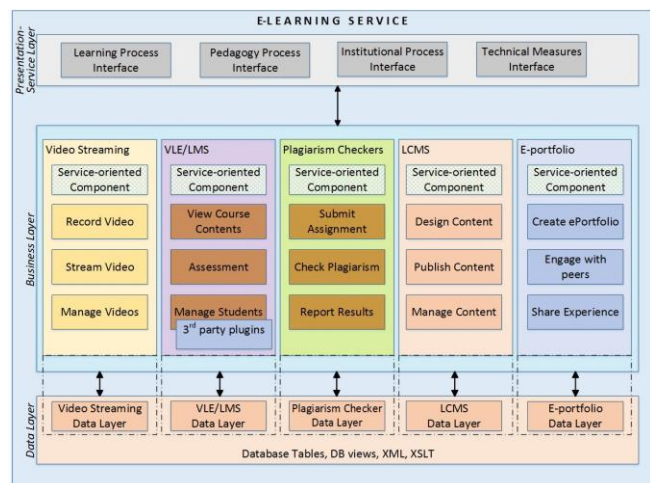 E-LEARNING SERVICE
Presentation-
Service Layer
Learning Process
Interface
Pedagogy Process
Interface
Institutional Process
Interface
Technical Measures
Interface
Business Layer
Video Streaming
Service-oriented
Component
Record Video
Stream Video
Manage Videos
VLE/LMS
Service-oriented
Component
View Course
Contents
Assessment
Manage Students
3rd party plugins
Plagiarism Checkers
Service-oriented
Component
Submit
Assignment
Check Plagiarism
Report Results
LCMS
Service-oriented
Component
Design Content
Publish Content
Manage Content
E-portfolio
Service-oriented
Component
Create ePortfolio
Engage with
peers
Share Experience
Data Layer
Video Streaming
Data Layer
VLE/LMS
Data Layer
Plagiarism Checker
Data Layer
LCMS
Data Layer
E-portfolio
Data Layer
Database Tables, DB views, XML, XSLT